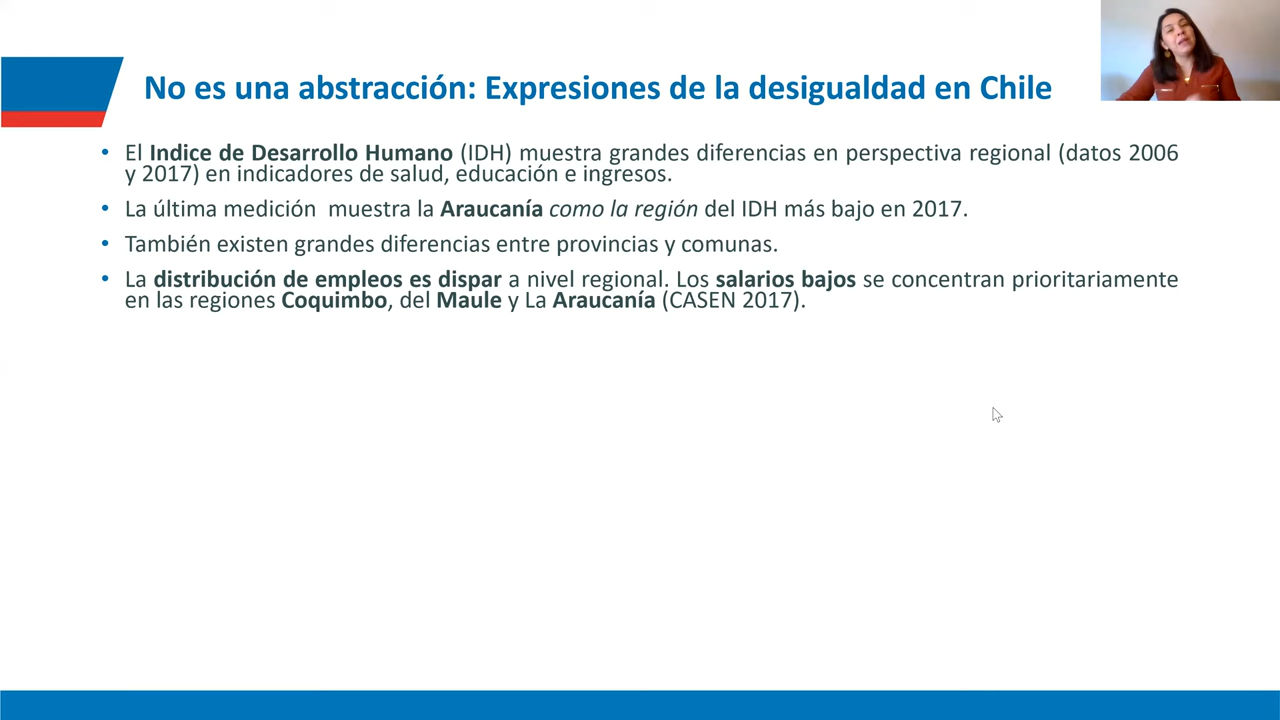 No es una abstracción: Expresiones de la desigualdad en Chile
• El Indice de Desarrollo Humano (IDH) muestra grandes diferencias en perspectiva regional (datos 2006
y 2017) en indicadores de salud, educación e ingresos.
• La última medición muestra la Araucanía como la región del IDH más bajo en 2017.
• También existen grandes diferencias entre provincias y comunas.
• La distribución de empleos es dispar a nivel regional. Los salarios bajos se concentran prioritariamente
en las regiones Coquimbo, del Maule y La Araucanía (CASEN 2017).